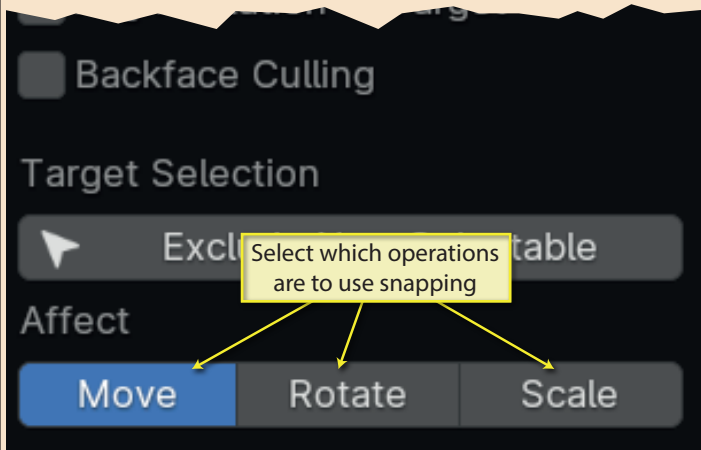 Backface Culling
Target Selection
Select which operations
are to use snapping
Affect
Move Rotate Scale